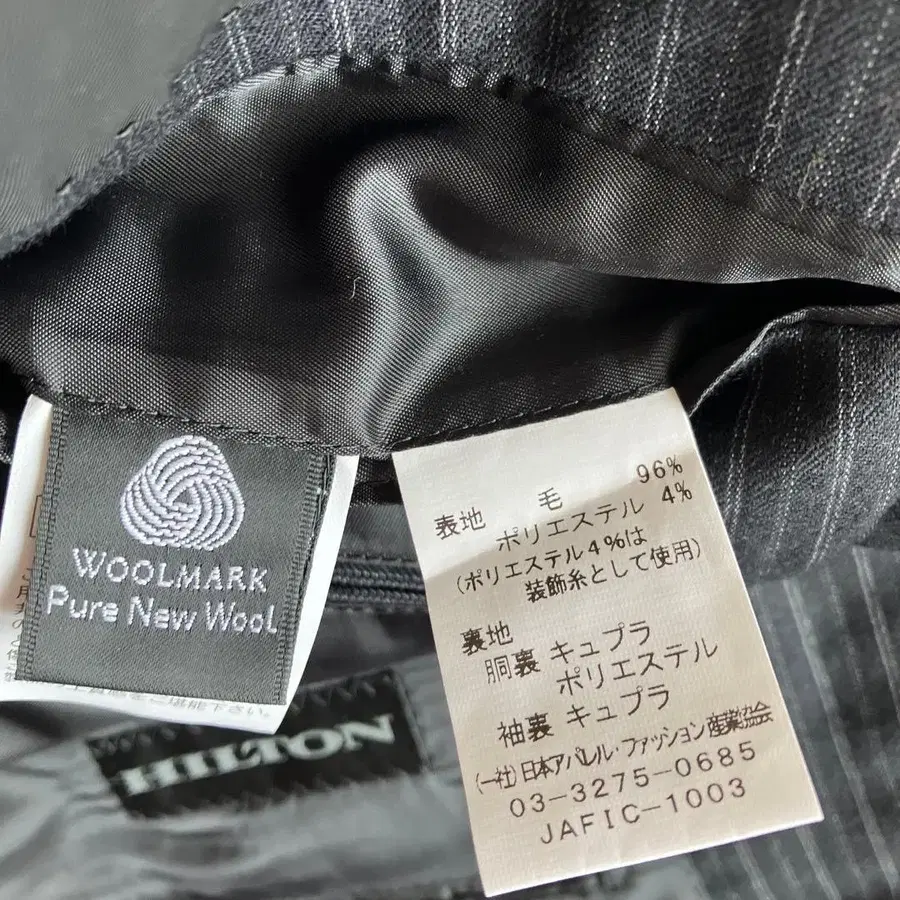 WOOLMARK
Pure New Wool
HILTON
表地 毛 96%
ポリエステル 4%
(ポリエステル4%は
装飾糸として使用)
裏地
胴裏 キュプラ
ポリエステル
袖裏 キュプラ
(一社)日本アパレル・ファッション産業協会
03-3275-0685
JAFIC-1003